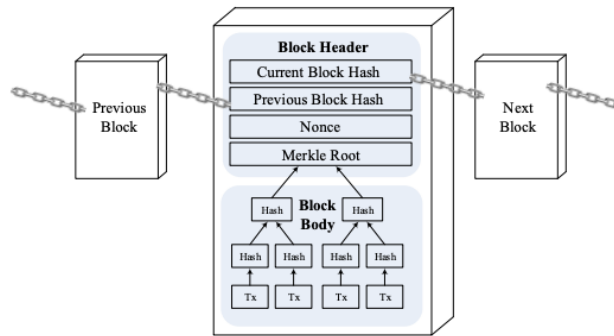 Block Header
Current Block Hash
Previous Block Hash
Nonce
Merkle Root
Previous
Block
Next
Block
Block
Body
Hash
Hash
Hash
Hash
Hash
Hash
Tx
Tx
Tx
Tx